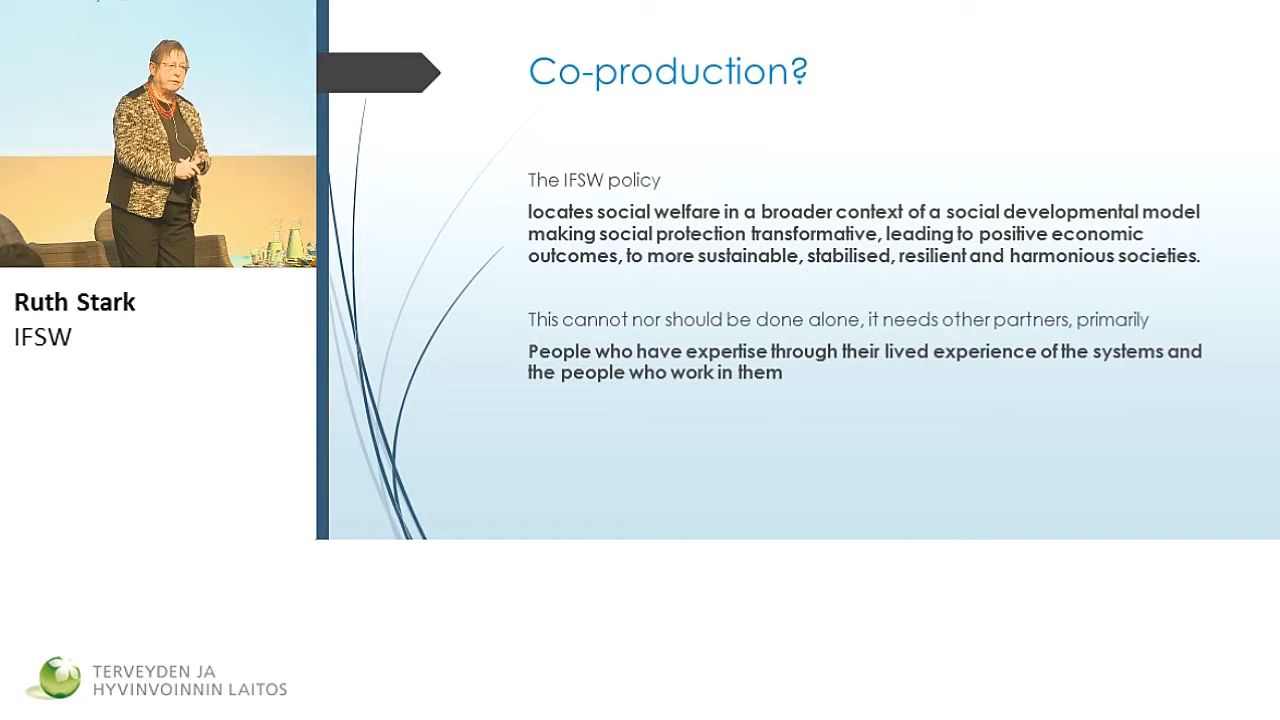 Co-production?
The IFSW policy
locates social welfare in a broader context of a social developmental model
making social protection transformative, leading to positive economic
outcomes, to more sustainable, stabilised, resilient and harmonious societies.
This cannot nor should be done alone, it needs other partners, primarily
People who have expertise through their lived experience of the systems and
the people who work in them
Ruth Stark
IFSW
TERVEYDEN JA
HYVINVOINNIN LAITOS